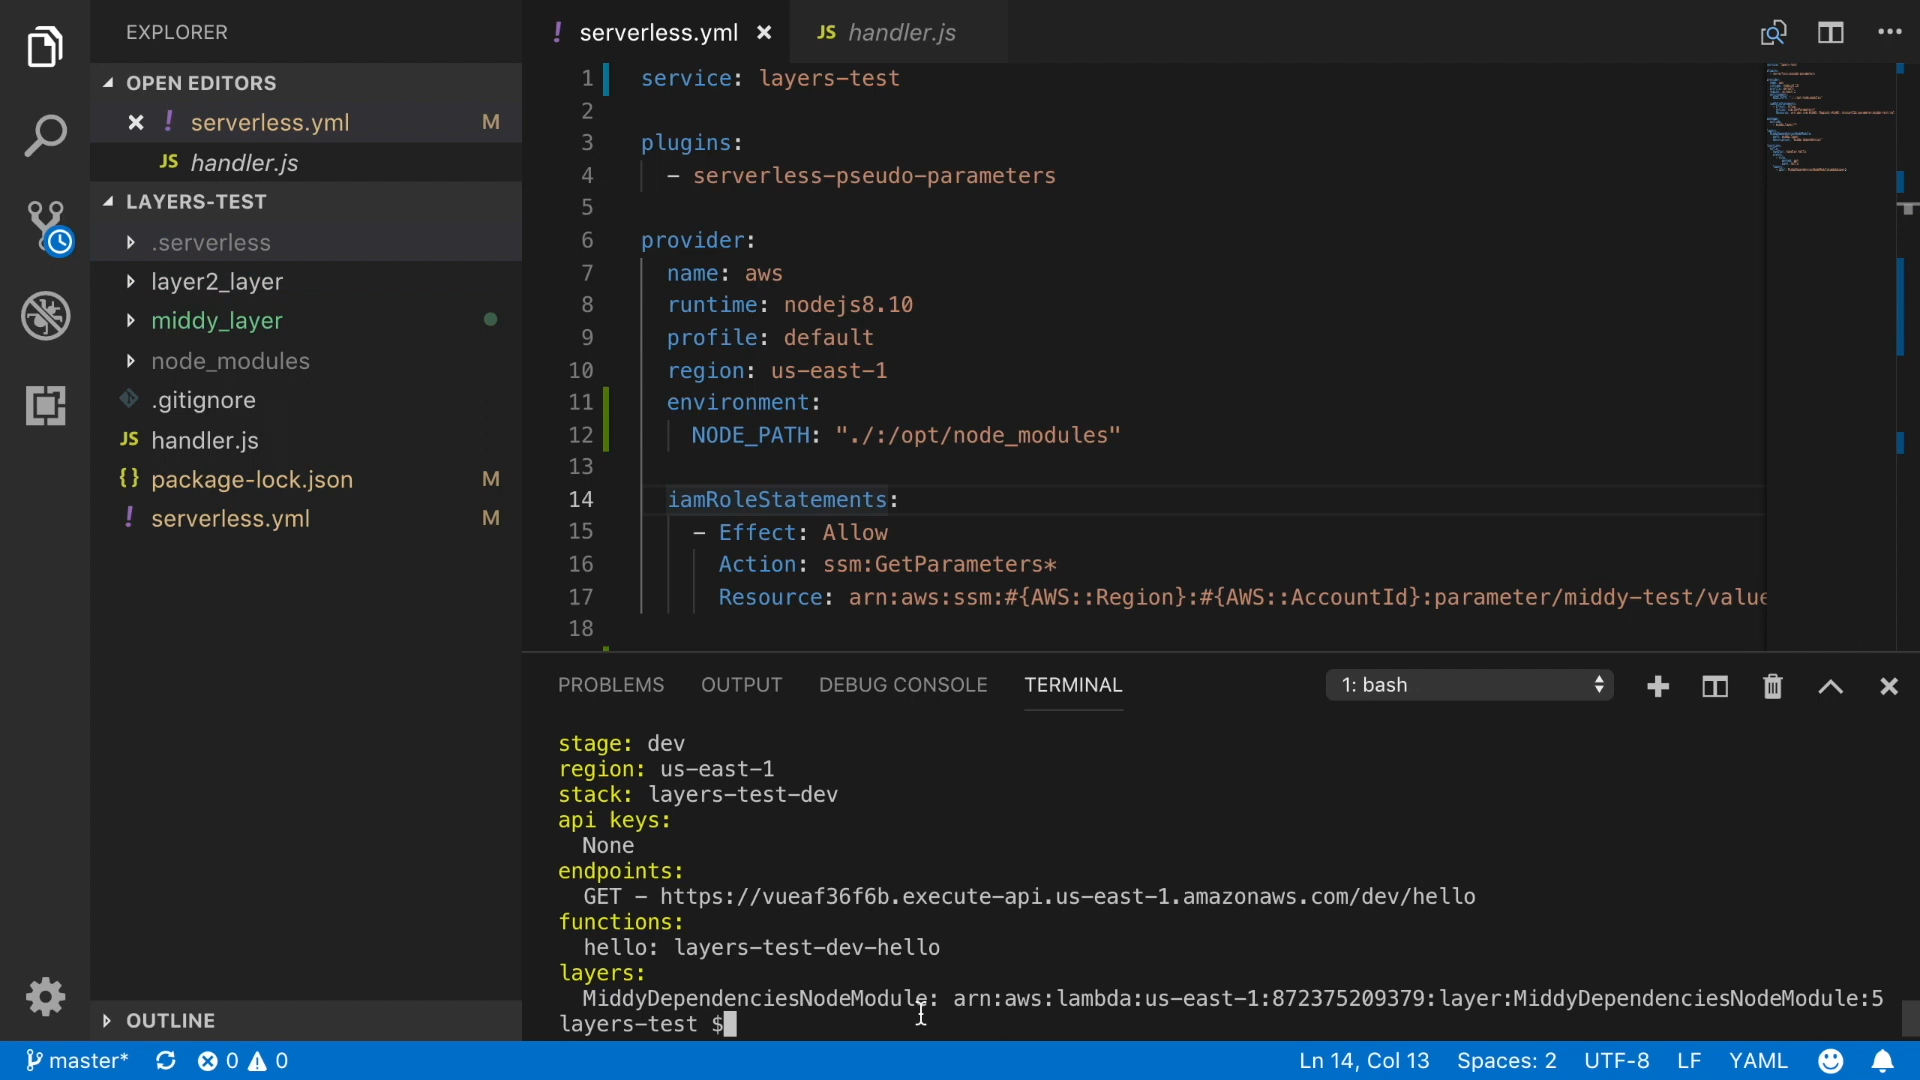 EXPLORER
OPEN EDITORS
! serverless.yml M
JS handler.js
LAYERS-TEST
.serverless
layer2_layer
middy_layer
node_modules
.gitignore
JS handler.js
{} package-lock.json M
! serverless.yml M
OUTLINE
! serverless.yml
JS handler.js
1 service: layers-test
2
3 plugins:
4 - serverless-pseudo-parameters
5
6 provider:
7 name: aws
8 runtime: nodejs8.10
9 profile: default
10 region: us-east-1
11 environment:
12 NODE_PATH: "./:/opt/node_modules"
13
14 iamRoleStatements:
15 - Effect: Allow
16 Action: ssm:GetParameters*
17 Resource: arn:aws:ssm:#{AWS::Region}:#{AWS::AccountId}:parameter/middy-test/value
18
PROBLEMS OUTPUT DEBUG CONSOLE TERMINAL 1: bash
stage: dev
region: us-east-1
stack: layers-test-dev
api keys:
None
endpoints:
GET - https://vueaf36f6b.execute-api.us-east-1.amazonaws.com/dev/hello
functions:
hello: layers-test-dev-hello
layers:
MiddyDependenciesNodeModule: arn:aws:lambda:us-east-1:872375209379:layer:MiddyDependenciesNodeModule:5
layers-test $
master* 0 0 Ln 14, Col 13 Spaces: 2 UTF-8 LF YAML